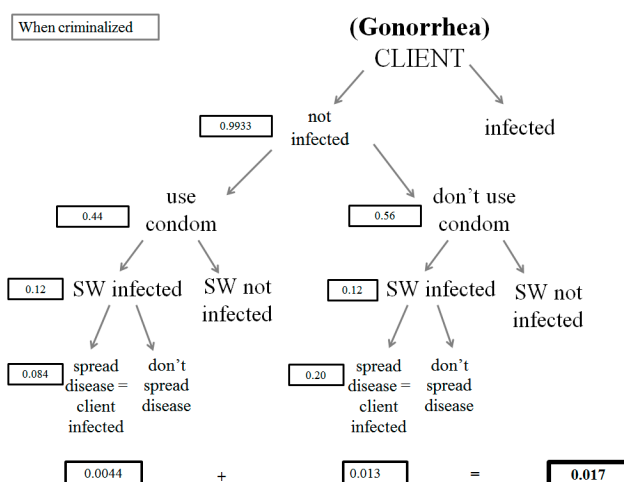 When criminalized
(Gonorrhea)
CLIENT
0.9933
not
infected
infected
0.44
use
condom
0.56
don't use
condom
0.12
SW infected
SW not
infected
0.12
SW infected
SW not
infected
0.084
spread
disease =
client
infected
don't
spread
disease
0.20
spread
disease =
client
infected
don't
spread
disease
0.0044 + 0.013 = 0.017